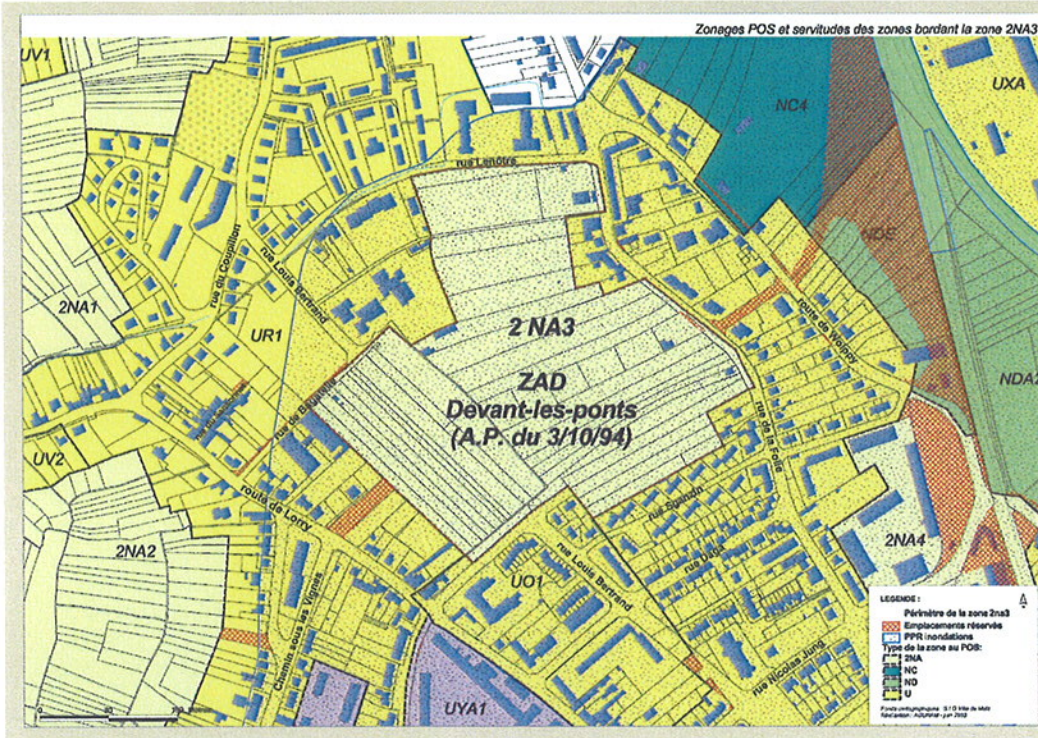 Zonages POS et servitudes des zones bordant la zone 2NA3
UV1
UXA
NC4
rue Lenôtre
NDE
rue du Coupillon
rue Louis Bertrand
2NA1
UR1
2 NA3
route de Woippy
ZAD
Devant-les-ponts
(A.P. du 3/10/94)
NDA2
rue de la Folie
UV2
route de Lorry
rue
2NA2
rue Louis Bertrand
UO1
2NA4
Chemin sous les Vignes
rue Nicolas Jung
UYA1
LEGENDE :
Périmètre de la zone 2na3
Emplacements réservés
PPR inondations
Type de la zone au POS:
2NA
NC
ND
U
0